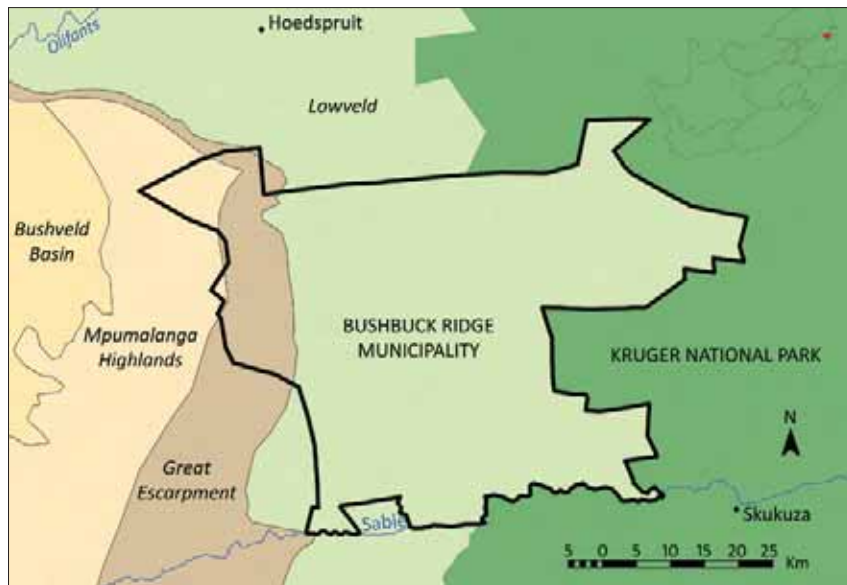 Hoedspruit
Olifants
Lowveld
Bushveld
Basin
Mpumalanga
Highlands
BUSHBUCK RIDGE
MUNICIPALITY
KRUGER NATIONAL PARK
N
Great
Escarpment
Sabie
Skukuza
5 0 5 10 15 20 25
Km